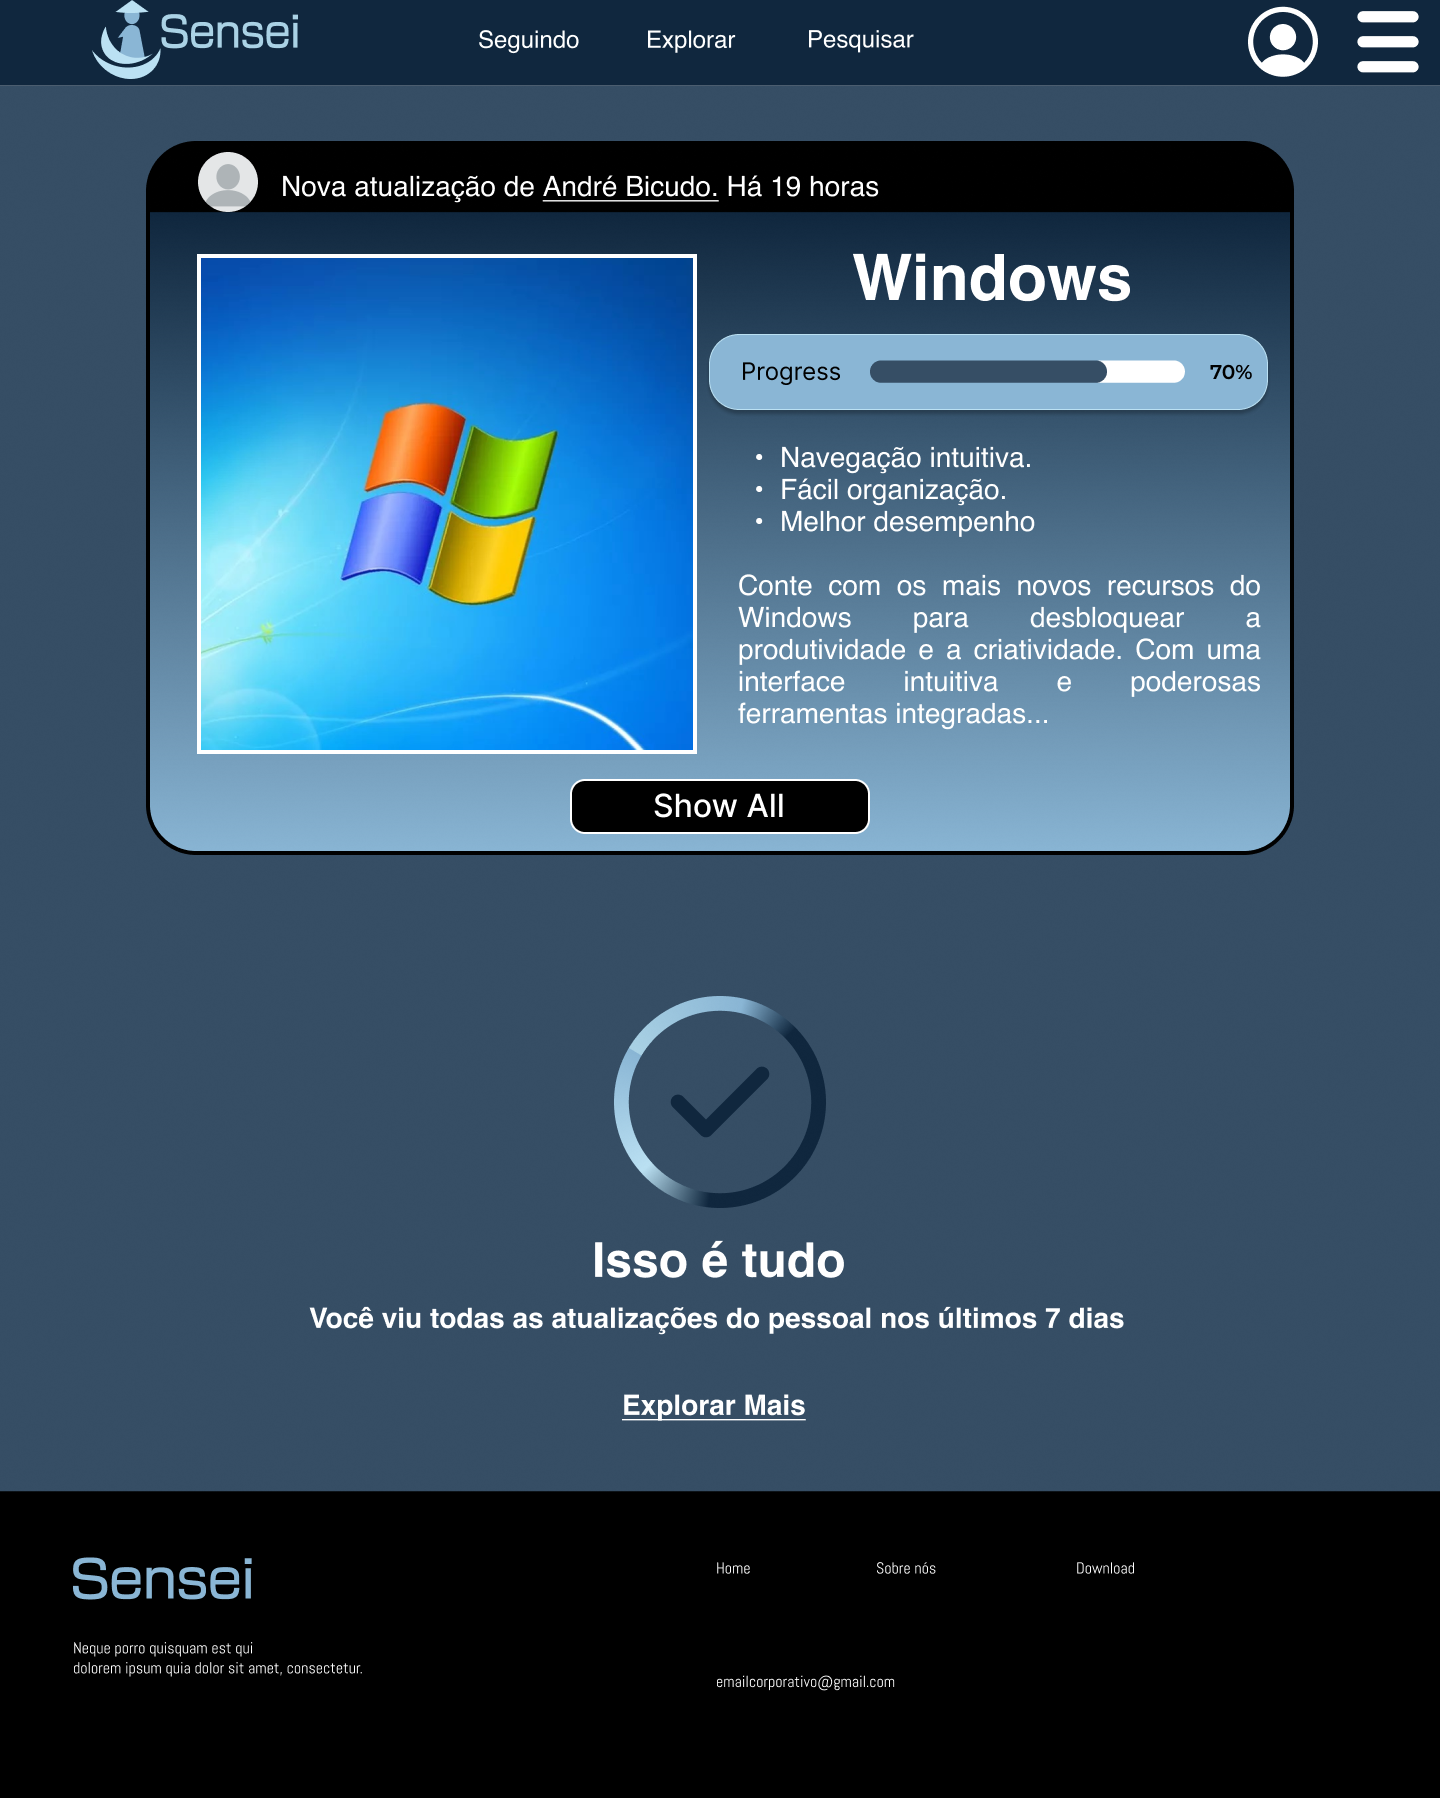 Sensei
Seguindo
Explorar
Pesquisar
Nova atualização de André Bicudo. Há 19 horas
Windows
Progress
70%
• Navegação intuitiva.
• Fácil organização.
• Melhor desempenho
Conte com os mais novos recursos do
Windows para desbloquear a
produtividade e a criatividade. Com uma
interface intuitiva e poderosas
ferramentas integradas...
Show All
Isso é tudo
Você viu todas as atualizações do pessoal nos últimos 7 dias
Explorar Mais
Sensei
Neque porro quisquam est qui
dolorem ipsum quia dolor sit amet, consectetur.
Home
Sobre nós
Download
emailcorporativo@gmail.com